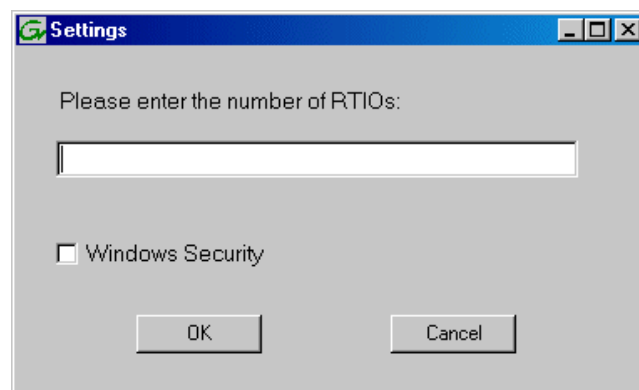 Settings
Please enter the number of RTIOs:
Windows Security
OK Cancel